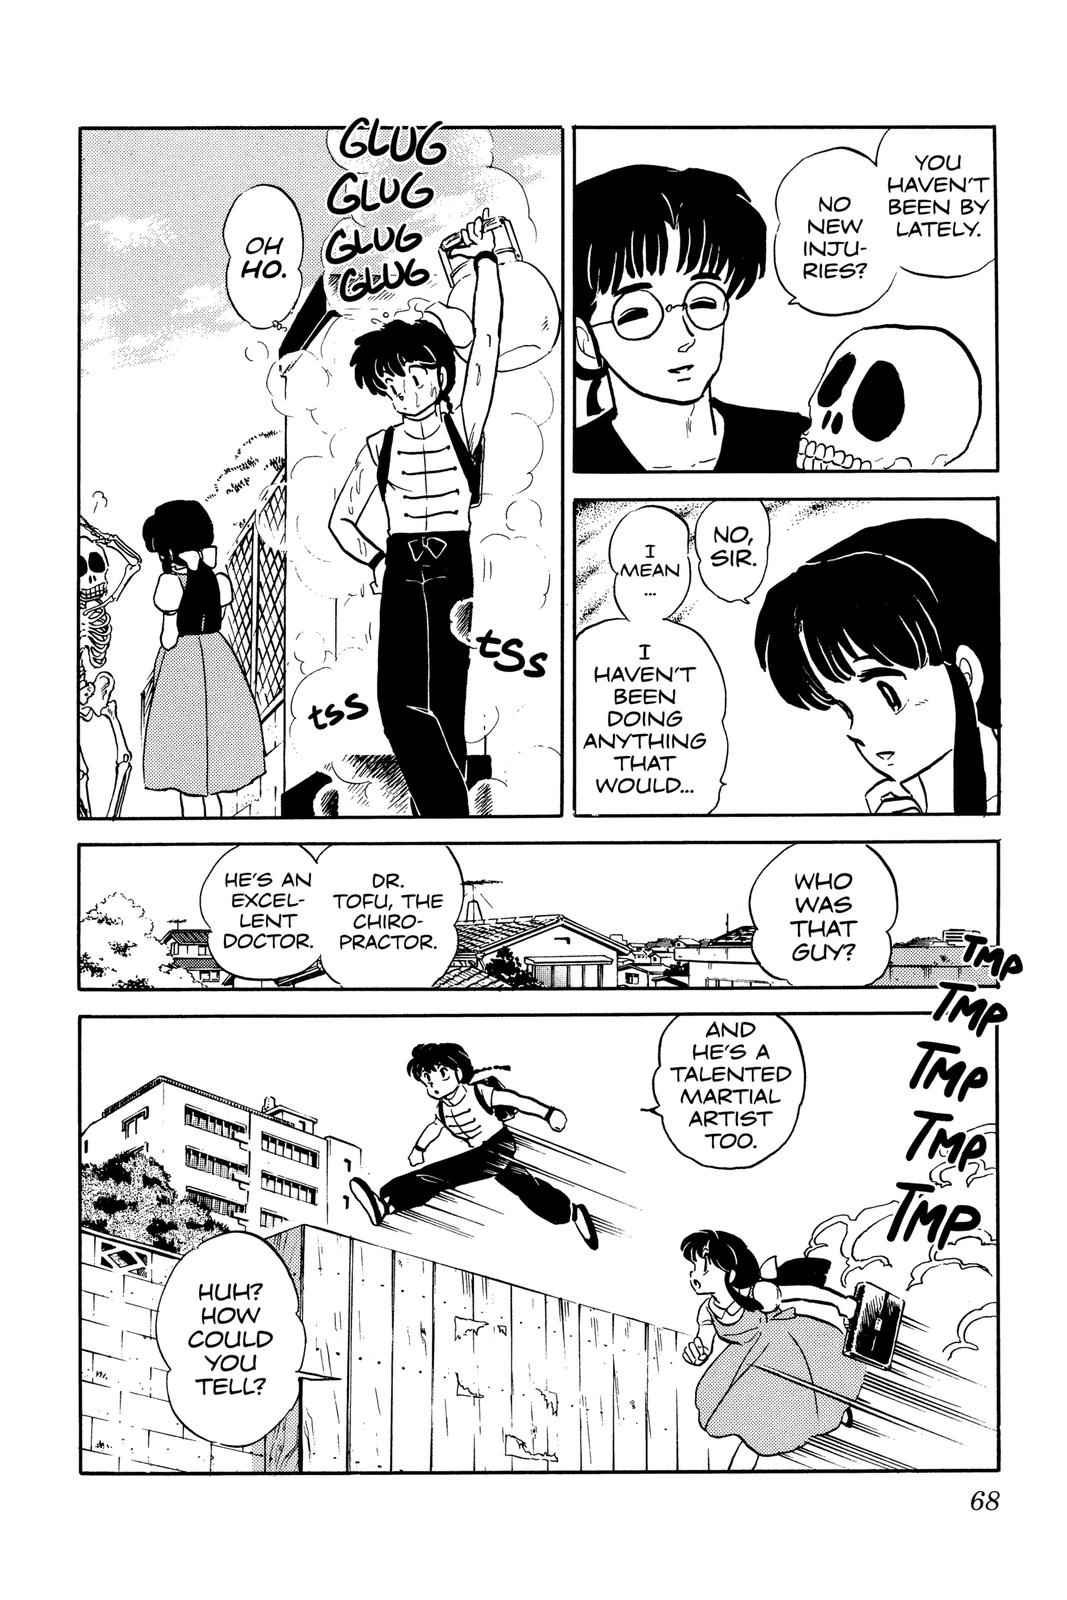 YOU
HAVEN'T
BEEN BY
LATELY.
NO
NEW
INJU-
RIES?
GLUG
GLUG
GLUG
GLUG
OH
HO.
tss
tss
NO,
SIR.
I
MEAN
...
I
HAVEN'T
BEEN
DOING
ANYTHING
THAT
WOULD...
WHO
WAS
THAT
GUY?
DR.
TOFU, THE
CHIRO-
PRACTOR.
HE'S AN
EXCEL-
LENT
DOCTOR.
TMP
TMP
TMP
TMP
TMP
AND
HE'S A
TALENTED
MARTIAL
ARTIST
TOO.
HUH?
HOW
COULD
YOU
TELL?
68